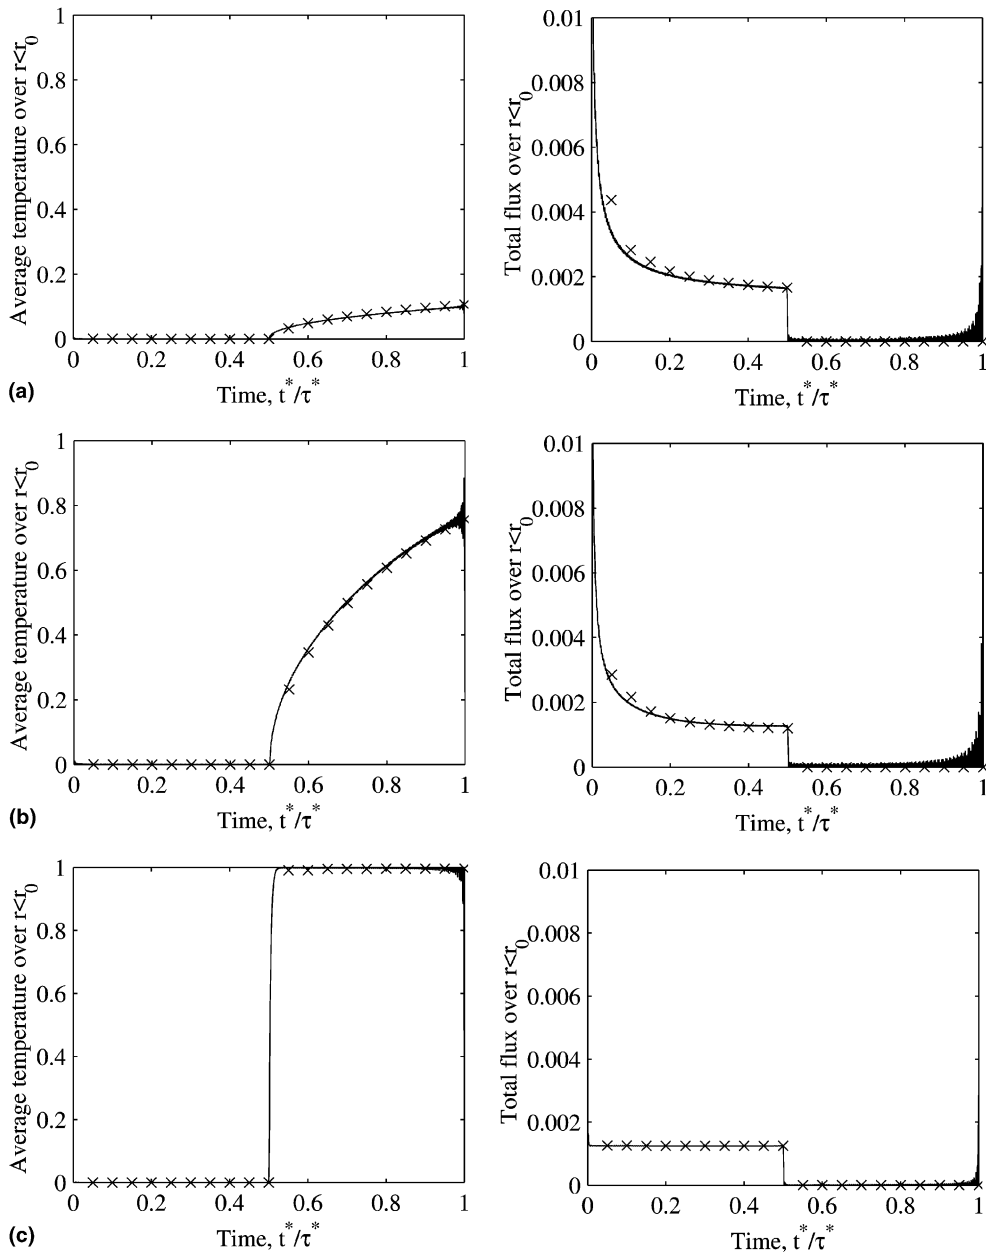 Average temperature over r<r0
1
0.8
0.6
0.4
0.2
0
0 0.2 0.4 0.6 0.8 1
Time, t*/τ*
Total flux over r<r0
0.01
0.008
0.006
0.004
0.002
0
0 0.2 0.4 0.6 0.8 1
Time, t*/τ*
(a)
Average temperature over r<r0
1
0.8
0.6
0.4
0.2
0
0 0.2 0.4 0.6 0.8 1
Time, t*/τ*
Total flux over r<r0
0.01
0.008
0.006
0.004
0.002
0
0 0.2 0.4 0.6 0.8 1
Time, t*/τ*
(b)
Average temperature over r<r0
1
0.8
0.6
0.4
0.2
0
0 0.2 0.4 0.6 0.8 1
Time, t*/τ*
Total flux over r<r0
0.01
0.008
0.006
0.004
0.002
0
0 0.2 0.4 0.6 0.8 1
Time, t*/τ*
(c)